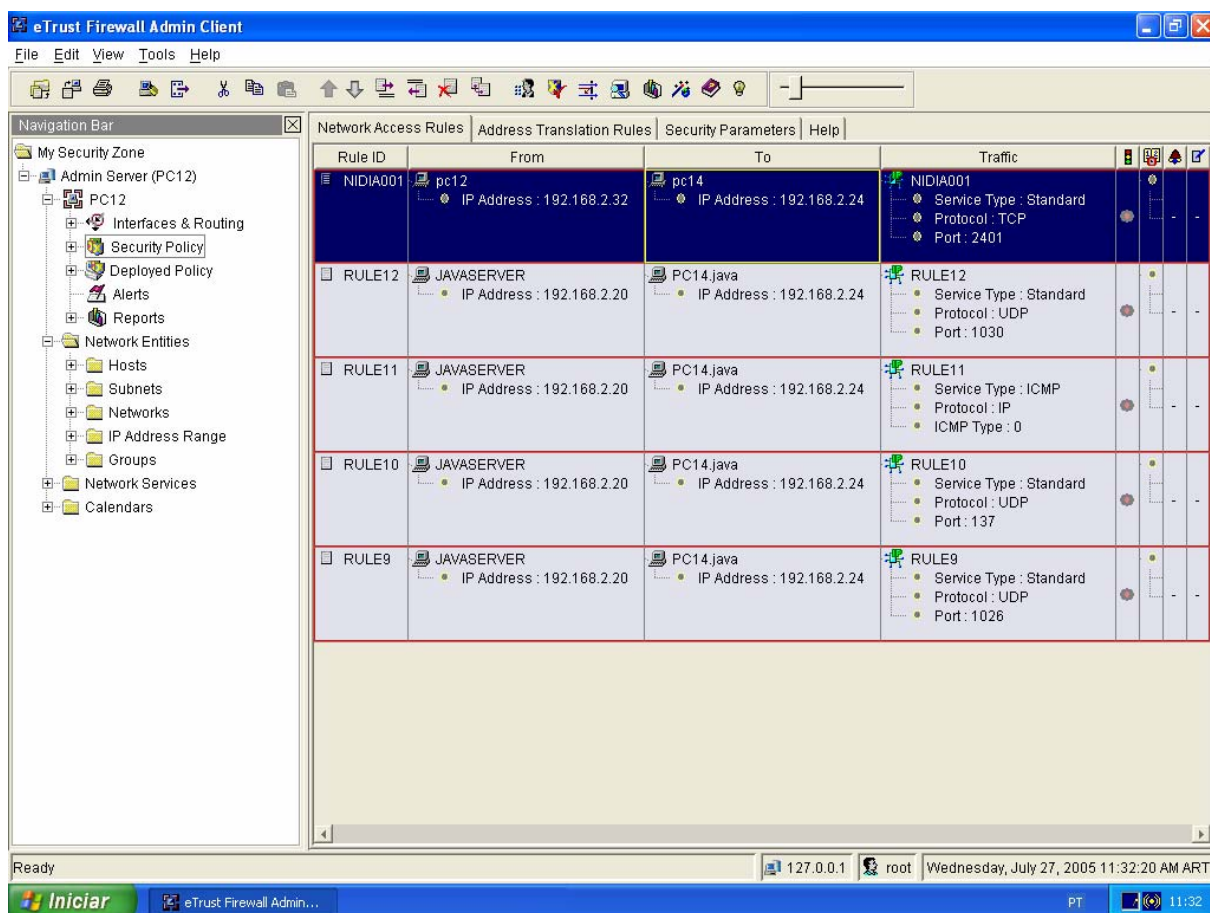 eTrust Firewall Admin Client
File Edit View Tools Help
Navigation Bar
My Security Zone
Admin Server (PC12)
PC12
Interfaces & Routing
Security Policy
Deployed Policy
Alerts
Reports
Network Entities
Hosts
Subnets
Networks
IP Address Range
Groups
Network Services
Calendars
Network Access Rules Address Translation Rules Security Parameters Help
Rule ID From To Traffic
NIDIA001 pc12 pc14 NIDIA001
IP Address : 192.168.2.32 IP Address : 192.168.2.24 Service Type : Standard
Protocol : TCP
Port : 2401
- -
RULE12 JAVASERVER PC14.java RULE12
IP Address : 192.168.2.20 IP Address : 192.168.2.24 Service Type : Standard
Protocol : UDP
Port : 1030
- -
RULE11 JAVASERVER PC14.java RULE11
IP Address : 192.168.2.20 IP Address : 192.168.2.24 Service Type : ICMP
Protocol : IP
ICMP Type : 0
- -
RULE10 JAVASERVER PC14.java RULE10
IP Address : 192.168.2.20 IP Address : 192.168.2.24 Service Type : Standard
Protocol : UDP
Port : 137
- -
RULE9 JAVASERVER PC14.java RULE9
IP Address : 192.168.2.20 IP Address : 192.168.2.24 Service Type : Standard
Protocol : UDP
Port : 1026
- -
Ready 127.0.0.1 root Wednesday, July 27, 2005 11:32:20 AM ART
Iniciar eTrust Firewall Admin... PT 11:32